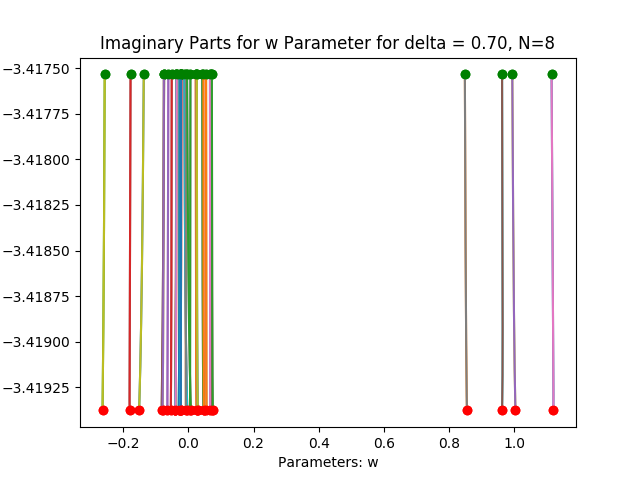 Imaginary Parts for w Parameter for delta = 0.70, N=8
−3.41750
−3.41775
−3.41800
−3.41825
−3.41850
−3.41875
−3.41900
−3.41925
−0.2 0.0 0.2 0.4 0.6 0.8 1.0
Parameters: w